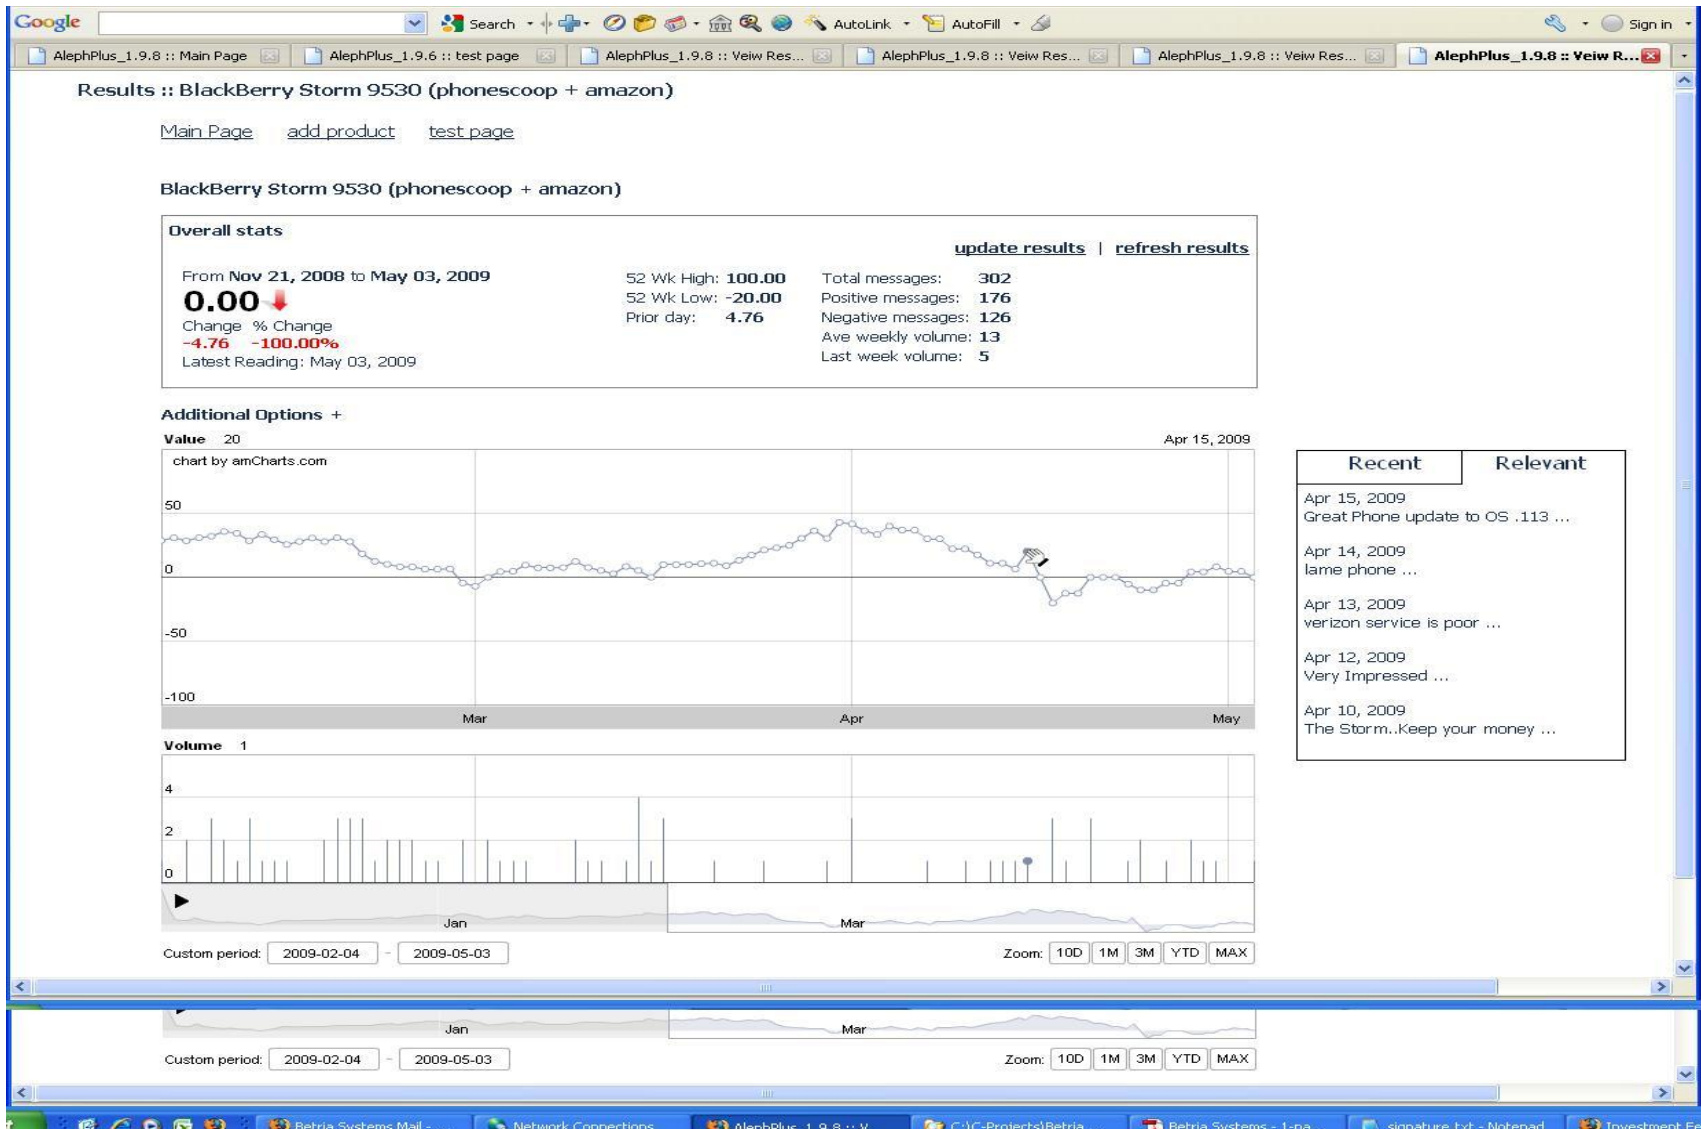 Google Search AutoLink AutoFill Sign in
AlephPlus_1.9.8 :: Main Page AlephPlus_1.9.6 :: test page AlephPlus_1.9.8 :: Veiw Res... AlephPlus_1.9.8 :: Veiw Res... AlephPlus_1.9.8 :: Veiw Res... AlephPlus_1.9.8 :: Veiw R...
Results :: BlackBerry Storm 9530 (phonescoop + amazon)
Main Page add product test page
BlackBerry Storm 9530 (phonescoop + amazon)
Overall stats
update results | refresh results
From Nov 21, 2008 to May 03, 2009
0.00
Change % Change
-4.76 -100.00%
Latest Reading: May 03, 2009
52 Wk High: 100.00
52 Wk Low: -20.00
Prior day: 4.76
Total messages: 302
Positive messages: 176
Negative messages: 126
Ave weekly volume: 13
Last week volume: 5
Additional Options +
Value 20 Apr 15, 2009
chart by amCharts.com
50
0
-50
-100
Mar Apr May
Volume 1
4
2
0
Jan Mar
Custom period: 2009-02-04 - 2009-05-03 Zoom: 10D 1M 3M YTD MAX
Recent Relevant
Apr 15, 2009
Great Phone update to OS .113 ...
Apr 14, 2009
lame phone ...
Apr 13, 2009
verizon service is poor ...
Apr 12, 2009
Very Impressed ...
Apr 10, 2009
The Storm..Keep your money ...
Jan Mar
Custom period: 2009-02-04 - 2009-05-03 Zoom: 10D 1M 3M YTD MAX
Betria Systems Mail - ... Network Connections AlephPlus_1.9.8 :: V... C:\C-Projects\Betria... Betria Systems - 1-pa... signature.txt - Notepad Investment Fe